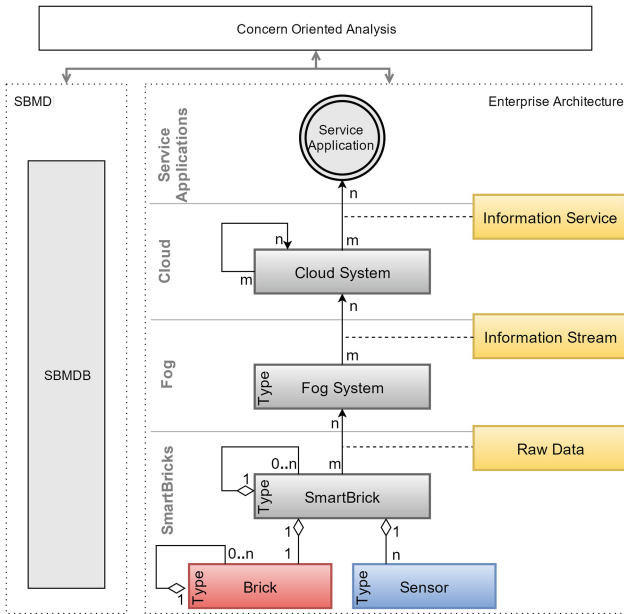 Concern Oriented Analysis
SBMD
Enterprise Architecture
SBMDB
Service
Applications
Service
Application
n
Information Service
Cloud
n
m
m
Cloud System
n
Information Stream
Fog
m
Type
Fog System
n
Raw Data
SmartBricks
0..n
m
1
Type
SmartBrick
1
1
0..n
1
n
1
Type
Brick
Type
Sensor